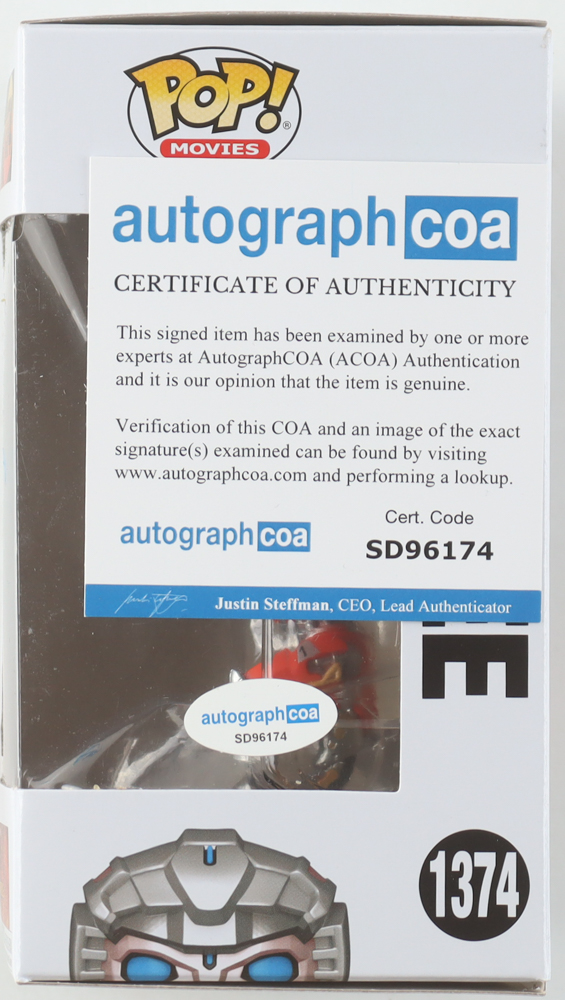 POP!®
MOVIES
autographcoa
CERTIFICATE OF AUTHENTICITY
This signed item has been examined by one or more
experts at AutographCOA (ACOA) Authentication
and it is our opinion that the item is genuine.
Verification of this COA and an image of the exact
signature(s) examined can be found by visiting
www.autographcoa.com and performing a lookup.
autographcoa
Cert. Code
SD96174
Justin Steffman, CEO, Lead Authenticator
E
1
autographcoa
SD96174
1374